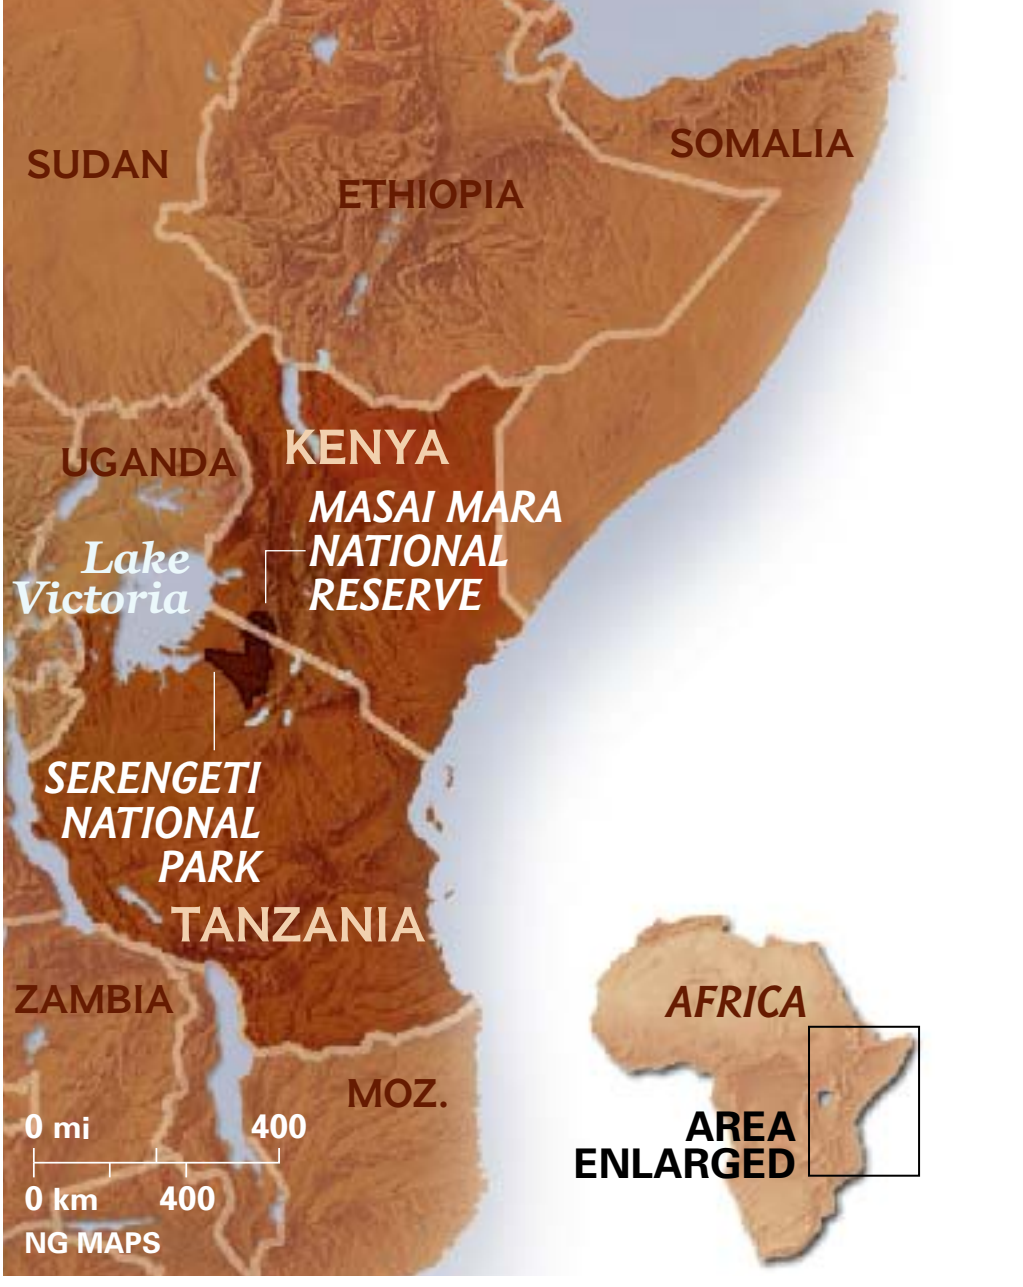 SUDAN
SOMALIA
ETHIOPIA
UGANDA
KENYA
MASAI MARA
NATIONAL
RESERVE
Lake
Victoria
SERENGETI
NATIONAL
PARK
TANZANIA
ZAMBIA
MOZ.
0 mi 400
0 km 400
NG MAPS
AFRICA
AREA
ENLARGED